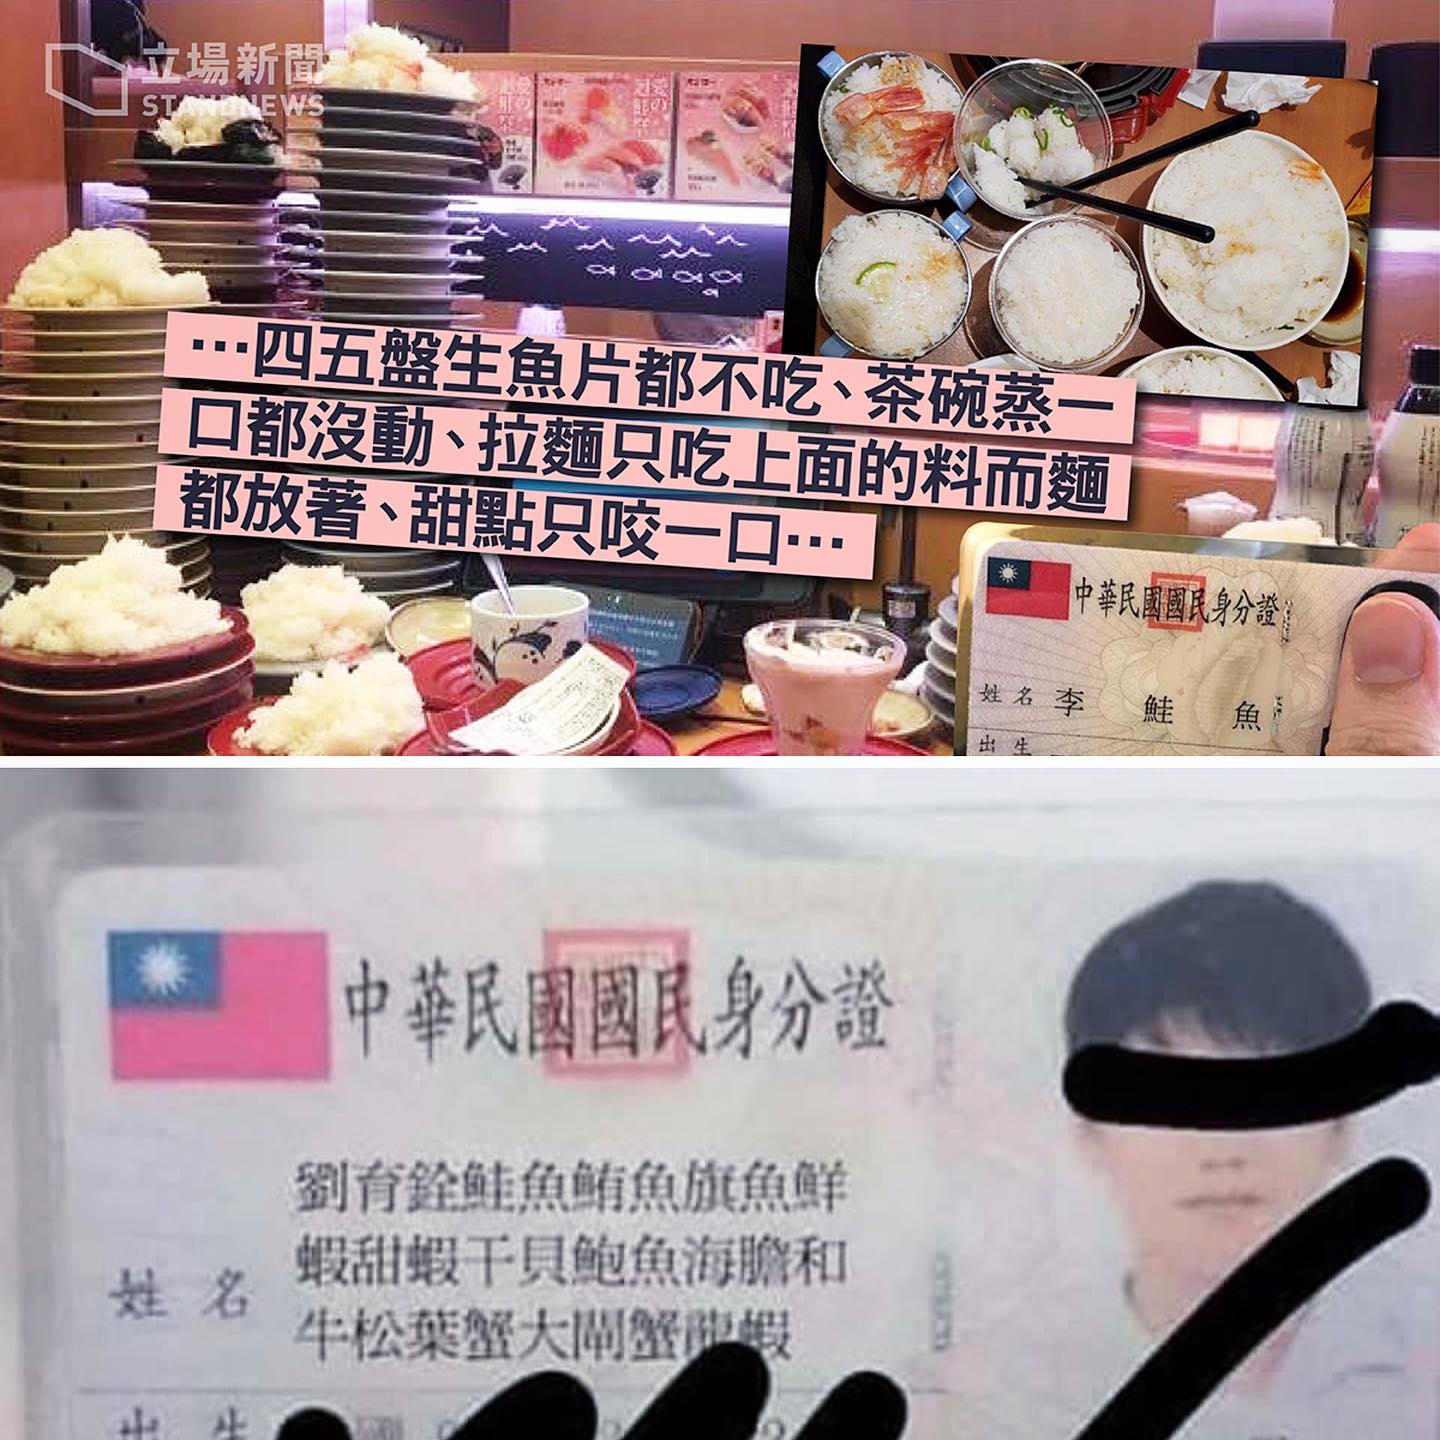 立場新聞
STANDNEWS
…四五盤生魚片都不吃、茶碗蒸一
口都沒動、拉麵只吃上面的料而麵
都放著、甜點只咬一口…
中華民國國民身分證
姓名 李 鮭 魚
出生
中華民國國民身分證
劉育銓鮭魚鮪魚旗魚鮮
蝦甜蝦干貝鮑魚海膽和
姓名
牛松葉蟹大閘蟹龍蝦
出生